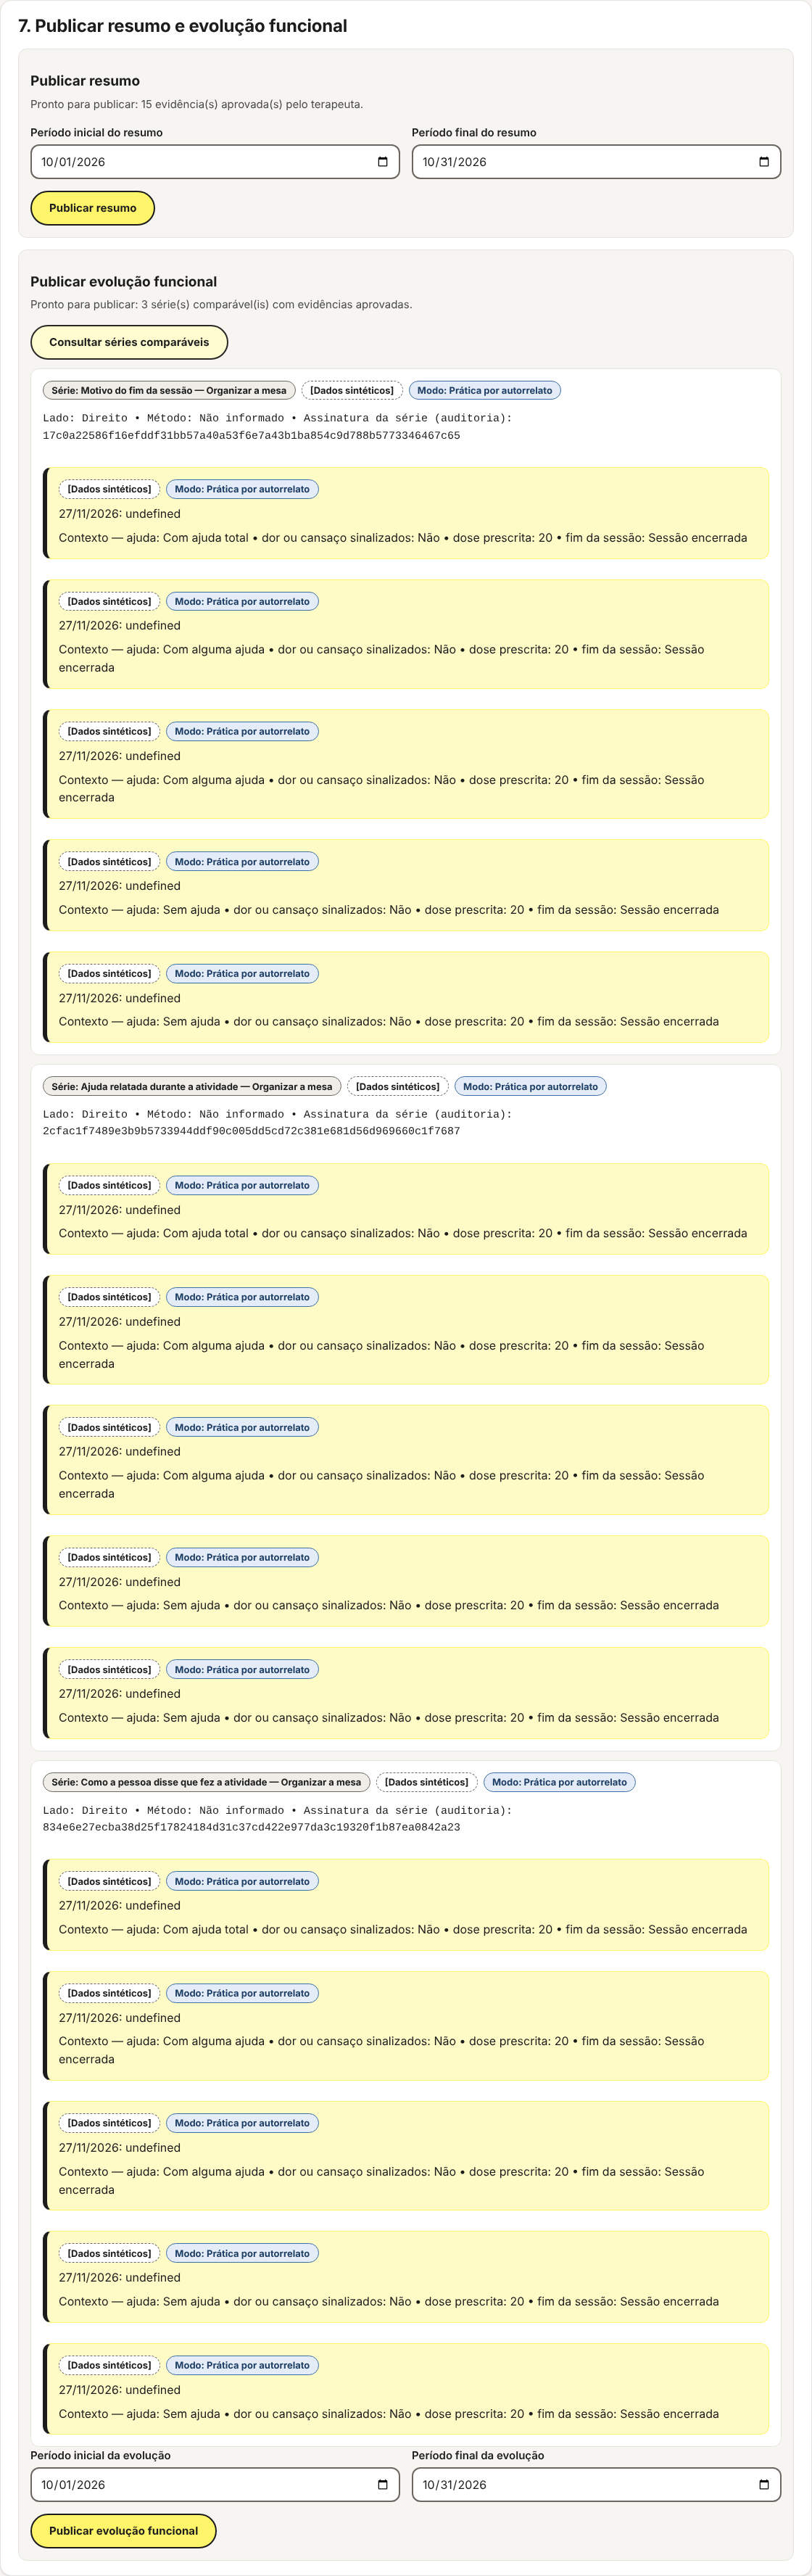 7. Publicar resumo e evolução funcional
Publicar resumo
Pronto para publicar: 15 evidência(s) aprovada(s) pelo terapeuta.
Período inicial do resumo
Período final do resumo
10/01/2026
10/31/2026
Publicar resumo
Publicar evolução funcional
Pronto para publicar: 3 série(s) comparável(is) com evidências aprovadas.
Consultar séries comparáveis
Série: Motivo do fim da sessão — Organizar a mesa [Dados sintéticos] Modo: Prática por autorrelato
Lado: Direito • Método: Não informado • Assinatura da série (auditoria):
17c0a22586f16efddf31bb57a40a53f6e7a43b1ba854c9d788b5773346467c65
[Dados sintéticos] Modo: Prática por autorrelato
27/11/2026: undefined
Contexto — ajuda: Com ajuda total • dor ou cansaço sinalizados: Não • dose prescrita: 20 • fim da sessão: Sessão encerrada
[Dados sintéticos] Modo: Prática por autorrelato
27/11/2026: undefined
Contexto — ajuda: Com alguma ajuda • dor ou cansaço sinalizados: Não • dose prescrita: 20 • fim da sessão: Sessão
encerrada
[Dados sintéticos] Modo: Prática por autorrelato
27/11/2026: undefined
Contexto — ajuda: Com alguma ajuda • dor ou cansaço sinalizados: Não • dose prescrita: 20 • fim da sessão: Sessão
encerrada
[Dados sintéticos] Modo: Prática por autorrelato
27/11/2026: undefined
Contexto — ajuda: Sem ajuda • dor ou cansaço sinalizados: Não • dose prescrita: 20 • fim da sessão: Sessão encerrada
[Dados sintéticos] Modo: Prática por autorrelato
27/11/2026: undefined
Contexto — ajuda: Sem ajuda • dor ou cansaço sinalizados: Não • dose prescrita: 20 • fim da sessão: Sessão encerrada
Série: Ajuda relatada durante a atividade — Organizar a mesa [Dados sintéticos] Modo: Prática por autorrelato
Lado: Direito • Método: Não informado • Assinatura da série (auditoria):
2cfac1f7489e3b9b5733944ddf90c005dd5cd72c381e681d56d969660c1f7687
[Dados sintéticos] Modo: Prática por autorrelato
27/11/2026: undefined
Contexto — ajuda: Com ajuda total • dor ou cansaço sinalizados: Não • dose prescrita: 20 • fim da sessão: Sessão encerrada
[Dados sintéticos] Modo: Prática por autorrelato
27/11/2026: undefined
Contexto — ajuda: Com alguma ajuda • dor ou cansaço sinalizados: Não • dose prescrita: 20 • fim da sessão: Sessão
encerrada
[Dados sintéticos] Modo: Prática por autorrelato
27/11/2026: undefined
Contexto — ajuda: Com alguma ajuda • dor ou cansaço sinalizados: Não • dose prescrita: 20 • fim da sessão: Sessão
encerrada
[Dados sintéticos] Modo: Prática por autorrelato
27/11/2026: undefined
Contexto — ajuda: Sem ajuda • dor ou cansaço sinalizados: Não • dose prescrita: 20 • fim da sessão: Sessão encerrada
[Dados sintéticos] Modo: Prática por autorrelato
27/11/2026: undefined
Contexto — ajuda: Sem ajuda • dor ou cansaço sinalizados: Não • dose prescrita: 20 • fim da sessão: Sessão encerrada
Série: Como a pessoa disse que fez a atividade — Organizar a mesa [Dados sintéticos] Modo: Prática por autorrelato
Lado: Direito • Método: Não informado • Assinatura da série (auditoria):
834e6e27ecba38d25f17824184d31c37cd422e977da3c19320f1b87ea0842a23
[Dados sintéticos] Modo: Prática por autorrelato
27/11/2026: undefined
Contexto — ajuda: Com ajuda total • dor ou cansaço sinalizados: Não • dose prescrita: 20 • fim da sessão: Sessão encerrada
[Dados sintéticos] Modo: Prática por autorrelato
27/11/2026: undefined
Contexto — ajuda: Com alguma ajuda • dor ou cansaço sinalizados: Não • dose prescrita: 20 • fim da sessão: Sessão
encerrada
[Dados sintéticos] Modo: Prática por autorrelato
27/11/2026: undefined
Contexto — ajuda: Com alguma ajuda • dor ou cansaço sinalizados: Não • dose prescrita: 20 • fim da sessão: Sessão
encerrada
[Dados sintéticos] Modo: Prática por autorrelato
27/11/2026: undefined
Contexto — ajuda: Sem ajuda • dor ou cansaço sinalizados: Não • dose prescrita: 20 • fim da sessão: Sessão encerrada
[Dados sintéticos] Modo: Prática por autorrelato
27/11/2026: undefined
Contexto — ajuda: Sem ajuda • dor ou cansaço sinalizados: Não • dose prescrita: 20 • fim da sessão: Sessão encerrada
Período inicial da evolução
Período final da evolução
10/01/2026
10/31/2026
Publicar evolução funcional